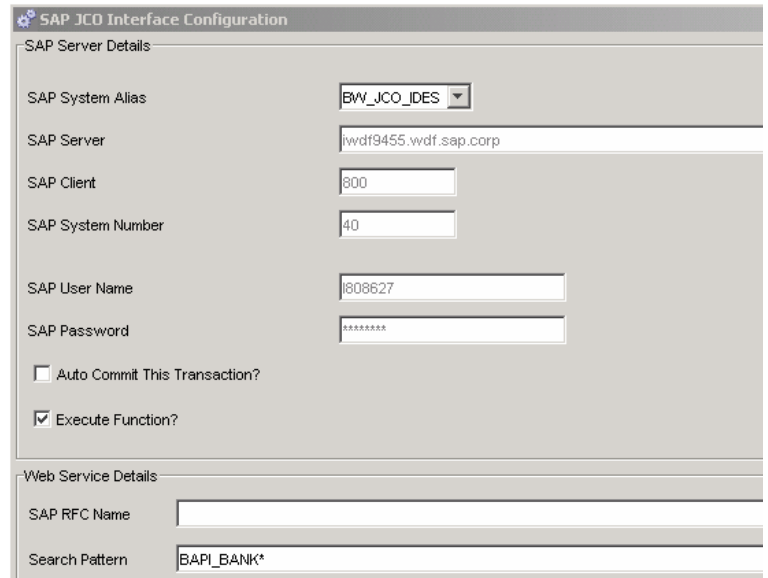 SAP JCO Interface Configuration
SAP Server Details
SAP System Alias BW_JCO_IDES
SAP Server iwdf9455.wdf.sap.corp
SAP Client 800
SAP System Number 40
SAP User Name I808627
SAP Password ********
Auto Commit This Transaction?
Execute Function?
Web Service Details
SAP RFC Name
Search Pattern BAPI_BANK*